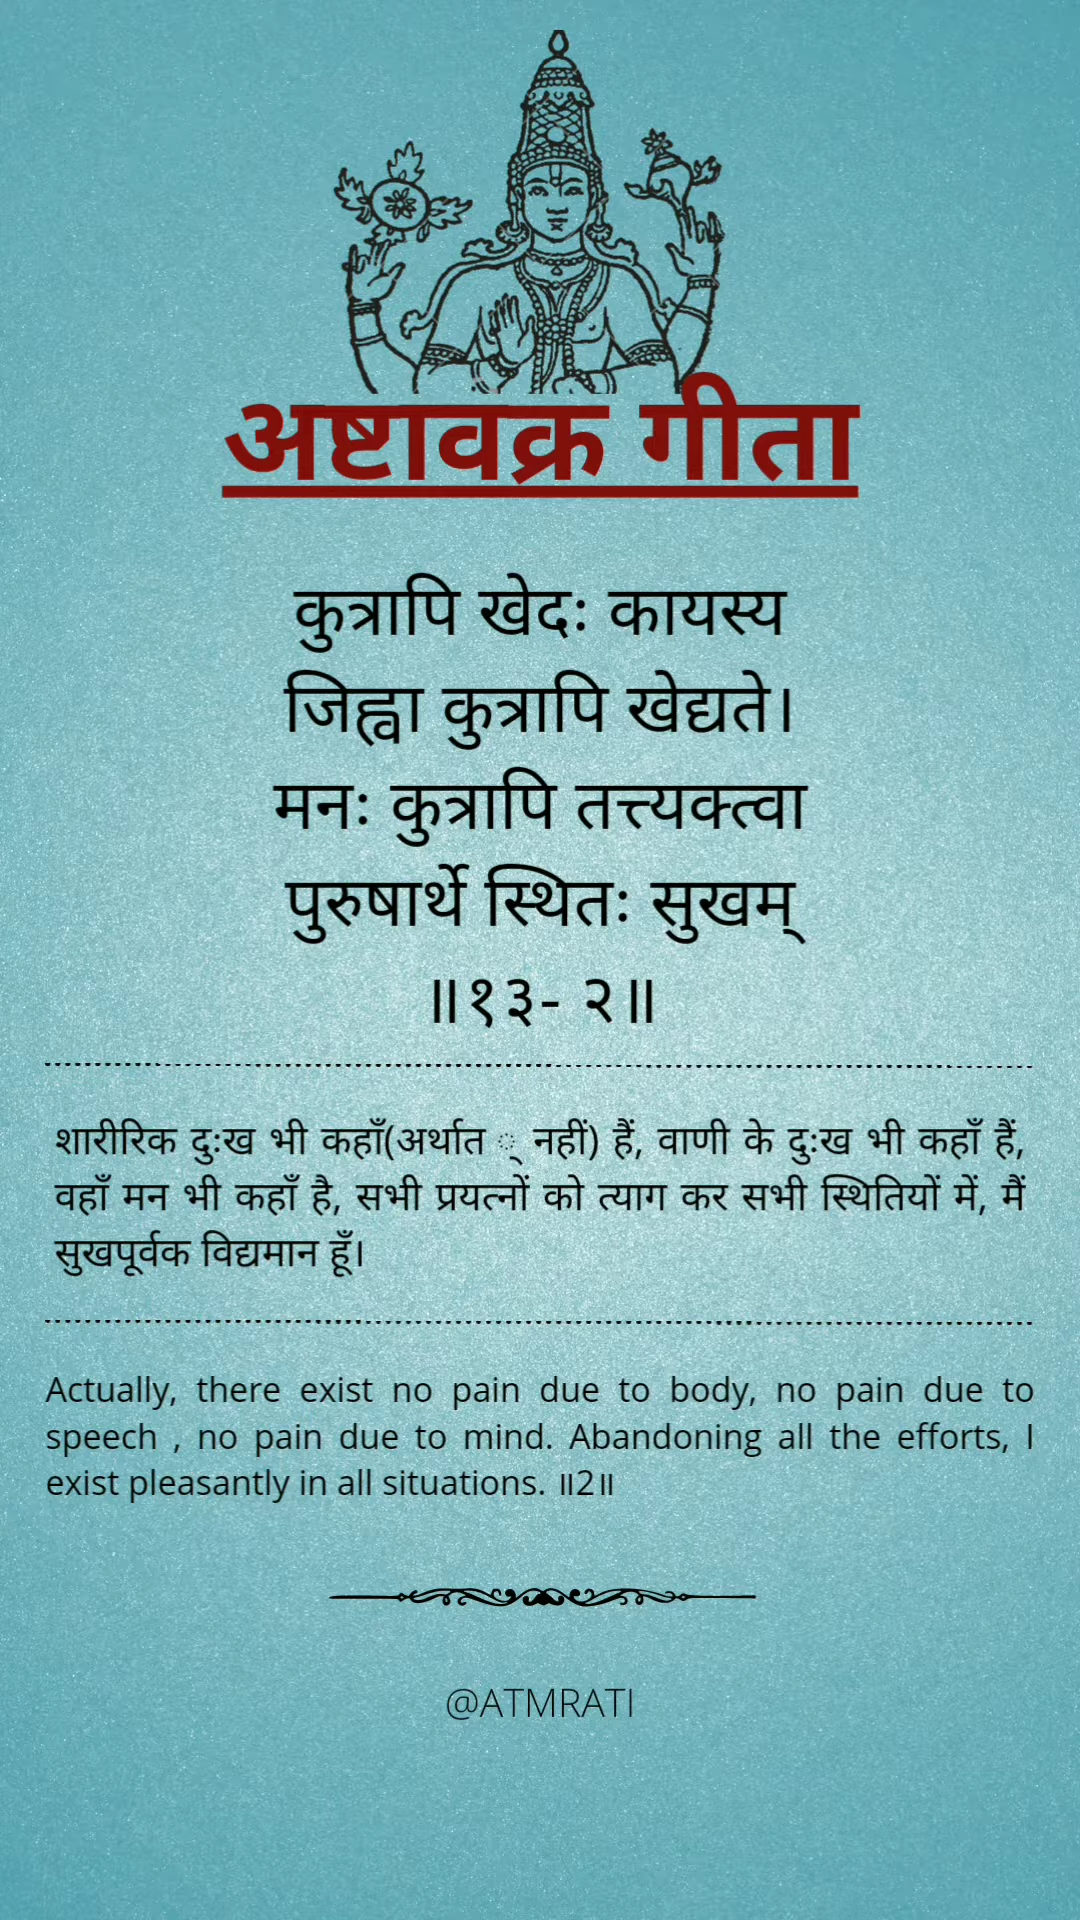 अष्टावक्र गीता
कुत्रापि खेदः कायस्य
जिह्वा कुत्रापि खेद्यते।
मनः कुत्रापि तत्त्यक्त्वा
पुरुषार्थे स्थितः सुखम्
॥१३- २॥
शारीरिक दुःख भी कहाँ(अर्थात ् नहीं) हैं, वाणी के दुःख भी कहाँ हैं,
वहाँ मन भी कहाँ है, सभी प्रयत्नों को त्याग कर सभी स्थितियों में, मैं
सुखपूर्वक विद्यमान हूँ।
Actually, there exist no pain due to body, no pain due to
speech , no pain due to mind. Abandoning all the efforts, I
exist pleasantly in all situations. ॥2॥
@ATMRATI